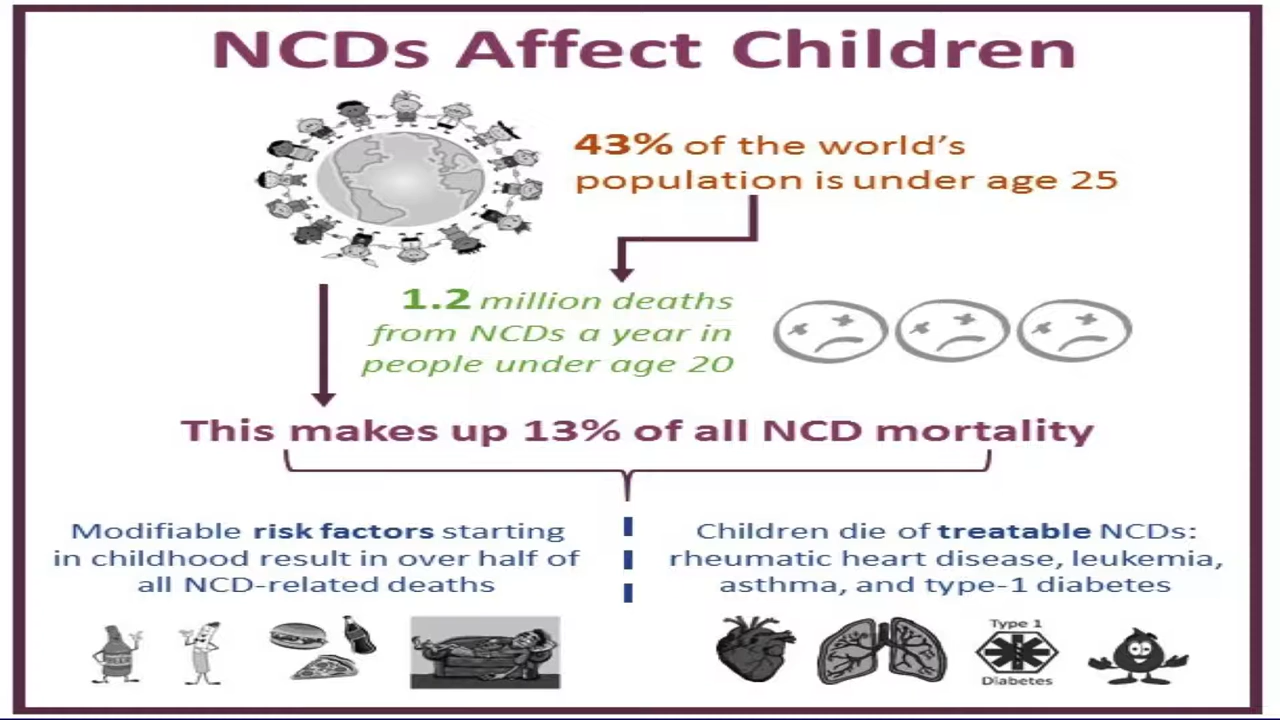 NCDs Affect Children
43% of the world's
population is under age 25
1.2 million deaths
from NCDs a year in
people under age 20
This makes up 13% of all NCD mortality
Modifiable risk factors starting
in childhood result in over half of
all NCD-related deaths
Children die of treatable NCDs:
rheumatic heart disease, leukemia,
asthma, and type-1 diabetes
BEER
Type 1
Diabetes